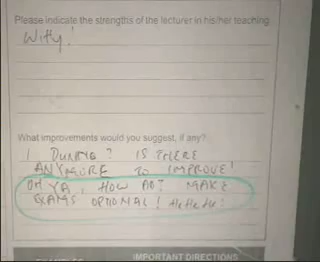 Please indicate the strengths of the lecturer in his/her teaching
Witty!
What improvements would you suggest, if any?
I DUNNO? IS THERE
ANYMORE TO IMPROVE!
OH YA, HOW ABT MAKE
EXAMS OPTIONAL! HeHeHe!
IMPORTANT DIRECTIONS